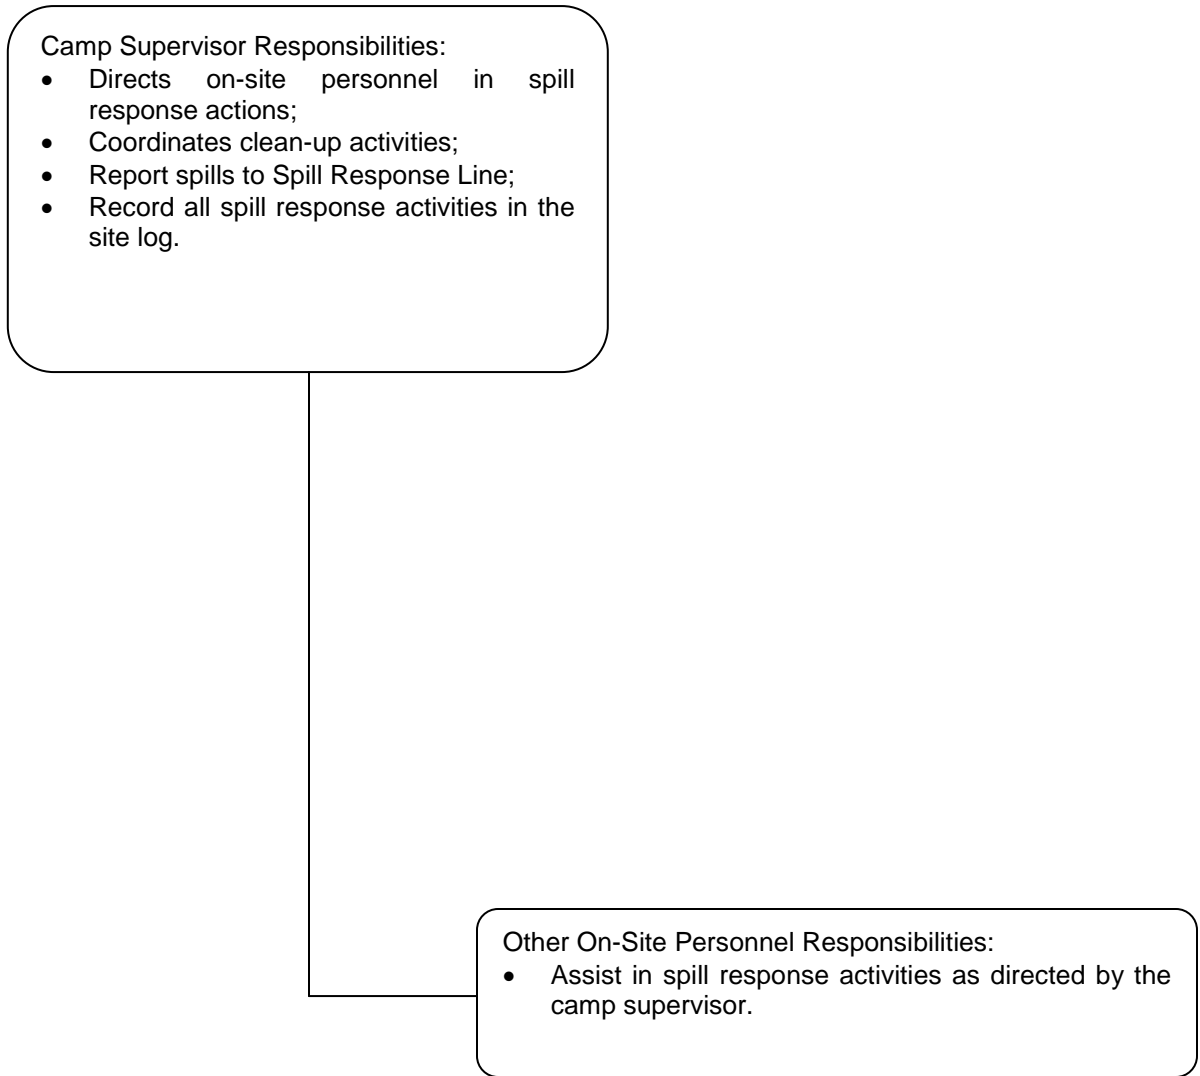 Camp Supervisor Responsibilities:
• Directs on-site personnel in spill
response actions;
• Coordinates clean-up activities;
• Report spills to Spill Response Line;
• Record all spill response activities in the
site log.
Other On-Site Personnel Responsibilities:
• Assist in spill response activities as directed by the
camp supervisor.